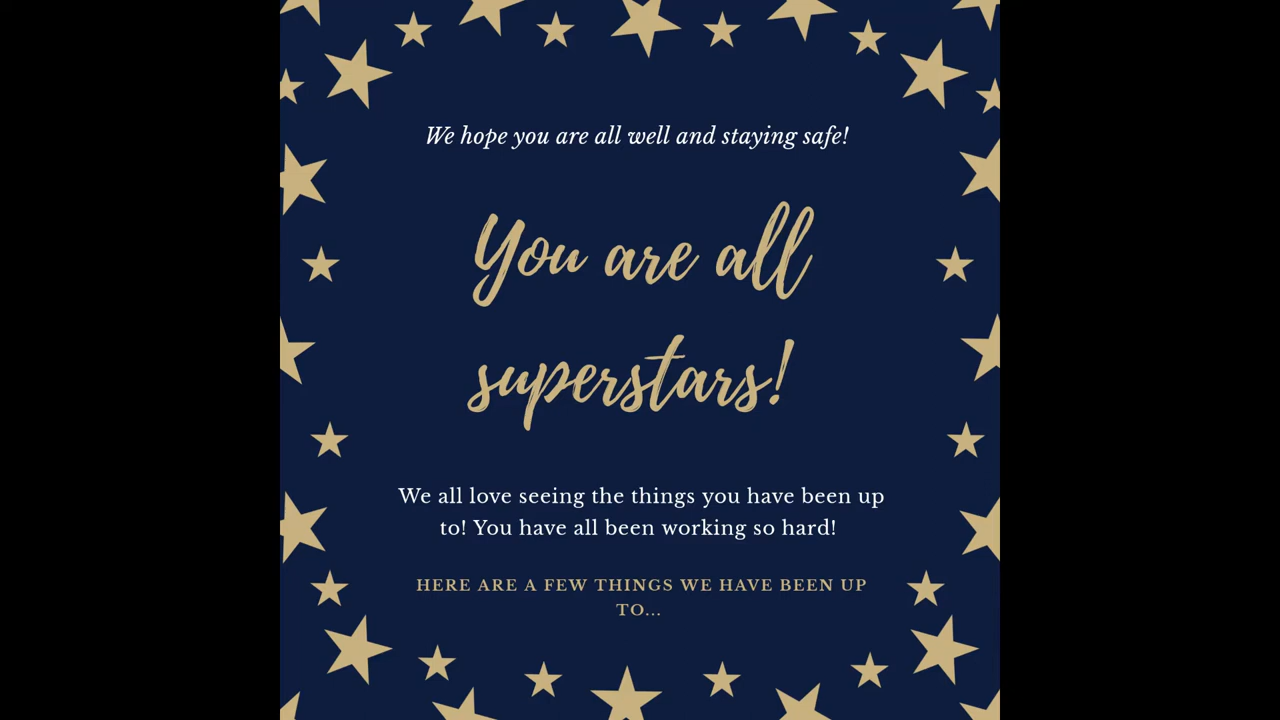 We hope you are all well and staying safe!
You are all
superstars!
We all love seeing the things you have been up
to! You have all been working so hard!
HERE ARE A FEW THINGS WE HAVE BEEN UP
TO...